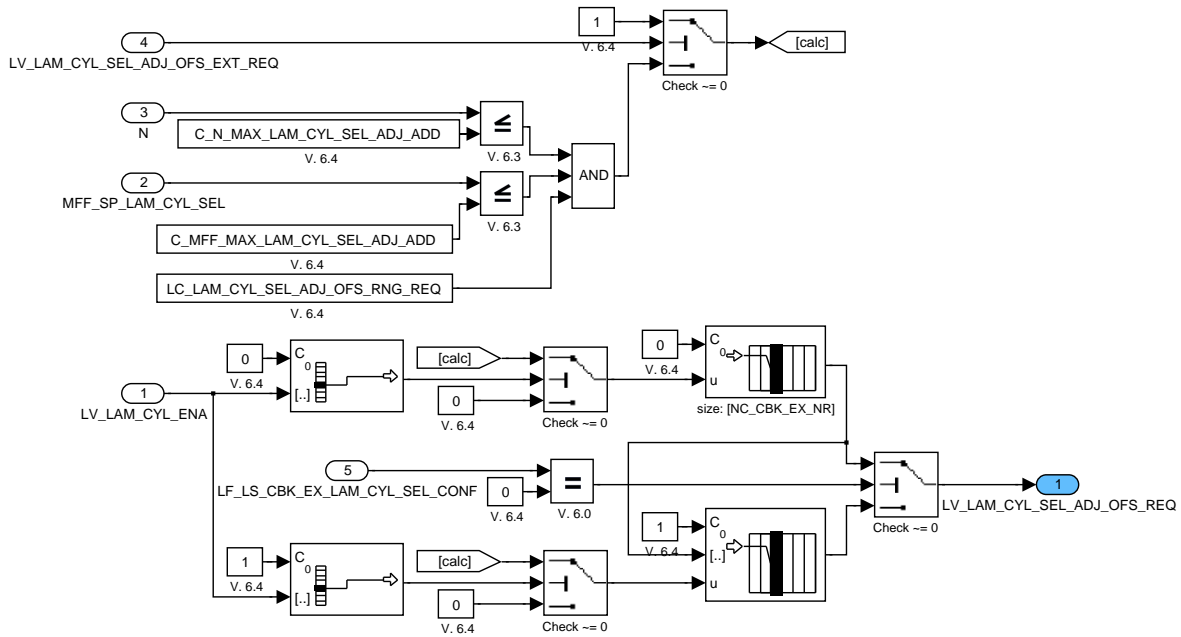 1
V. 6.4
4
LV_LAM_CYL_SEL_ADJ_OFS_EXT_REQ
[calc]
Check ~= 0
3
N
C_N_MAX_LAM_CYL_SEL_ADJ_ADD
V. 6.4
≤
V. 6.3
AND
2
MFF_SP_LAM_CYL_SEL
≤
V. 6.3
C_MFF_MAX_LAM_CYL_SEL_ADJ_ADD
V. 6.4
LC_LAM_CYL_SEL_ADJ_OFS_RNG_REQ
V. 6.4
0
V. 6.4
C
0
[..]
[calc]
0
V. 6.4
Check ~= 0
0
V. 6.4
C
0
u
size: [NC_CBK_EX_NR]
1
LV_LAM_CYL_ENA
5
LF_LS_CBK_EX_LAM_CYL_SEL_CONF
0
V. 6.4
=
V. 6.0
Check ~= 0
1
LV_LAM_CYL_SEL_ADJ_OFS_REQ
1
V. 6.4
C
0
[..]
u
1
V. 6.4
C
0
[..]
[calc]
0
V. 6.4
Check ~= 0